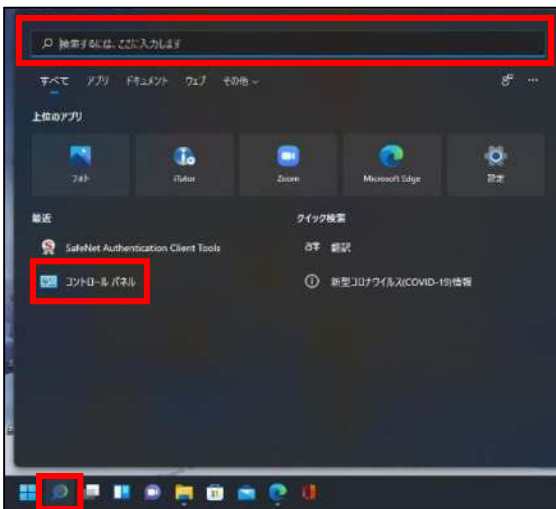 検索するには、ここに入力します
すべて アプリ ドキュメント ウェブ その他
上位のアプリ
フォト iTutor Zoom Microsoft Edge 設定
最近 クイック検索
SafeNet Authentication Client Tools 翻訳
コントロール パネル 新型コロナウイルス(COVID-19)情報